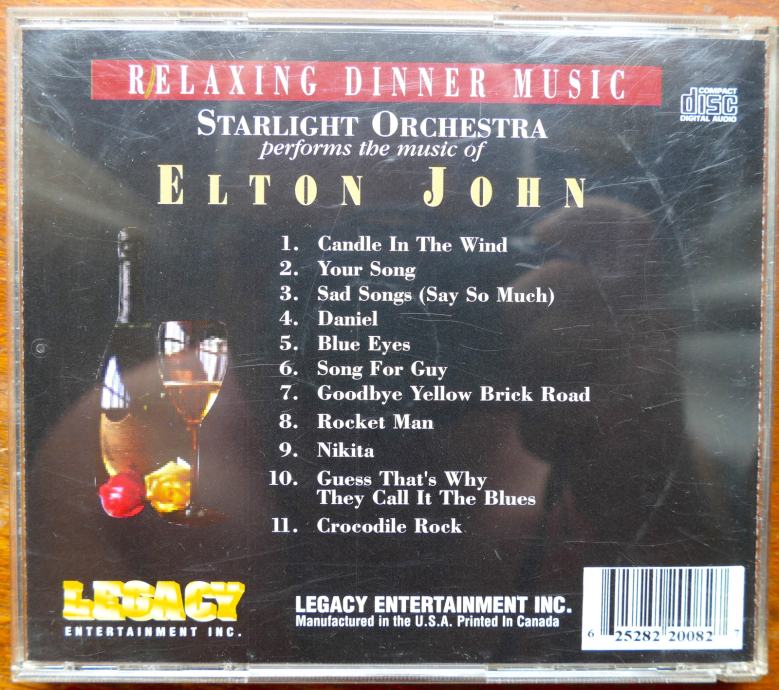 RELAXING DINNER MUSIC
COMPACT
disc
DIGITAL AUDIO
STARLIGHT ORCHESTRA
performs the music of
ELTON JOHN
1. Candle In The Wind
2. Your Song
3. Sad Songs (Say So Much)
4. Daniel
5. Blue Eyes
6. Song For Guy
7. Goodbye Yellow Brick Road
8. Rocket Man
9. Nikita
10. Guess That's Why
They Call It The Blues
11. Crocodile Rock
LEGACY
ENTERTAINMENT INC.
LEGACY ENTERTAINMENT INC.
Manufactured in the U.S.A. Printed In Canada
6 25282 20082 7